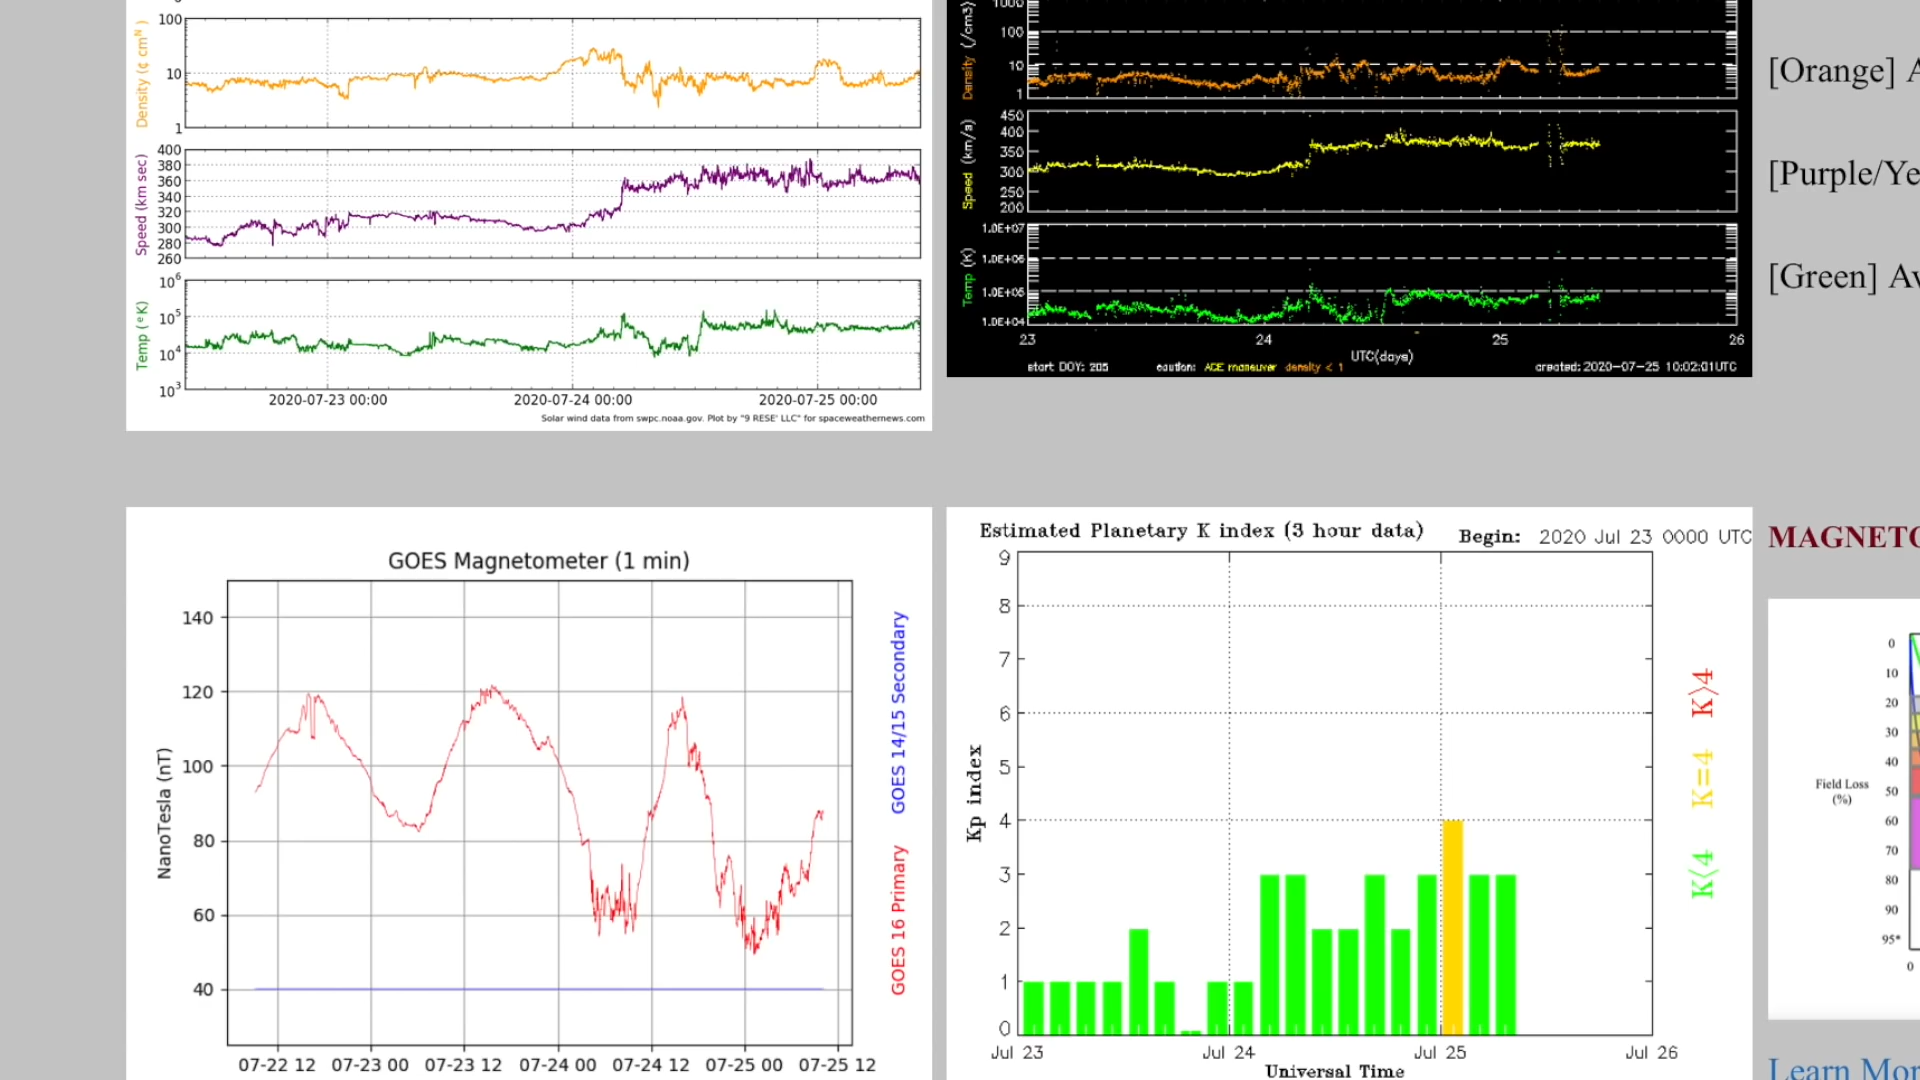 100
10
1
Density (¢ cmᴺ)
400
380
360
340
320
300
280
260
Speed (km sec)
10⁶
10⁵
10⁴
10³
Temp (°K)
2020-07-23 00:00 2020-07-24 00:00 2020-07-25 00:00
Solar wind data from swpc.noaa.gov. Plot by "9 RESE' LLC" for spaceweathernews.com
1000
100
10
1
Density (/cm3)
450
400
350
300
250
200
Speed (km/s)
1.0E+07
1.0E+06
1.0E+05
1.0E+04
Temp (K)
23 24 25 26
UTC(days)
start DOY: 205 caution: ACE maneuver density < 1 created: 2020-07-25 10:02:01UTC
[Orange] A
[Purple/Ye
[Green] Av
GOES Magnetometer (1 min)
140
120
100
80
60
40
NanoTesla (nT)
07-22 12 07-23 00 07-23 12 07-24 00 07-24 12 07-25 00 07-25 12
GOES 16 Primary GOES 14/15 Secondary
Estimated Planetary K index (3 hour data) Begin: 2020 Jul 23 0000 UTC
9
8
7
6
5
4
3
2
1
0
Kp index
Jul 23 Jul 24 Jul 25 Jul 26
Universal Time
K<4 K=4 K>4
MAGNETO
0
10
20
30
40
50
60
70
80
90
95*
Field Loss
(%)
0
Learn Mor